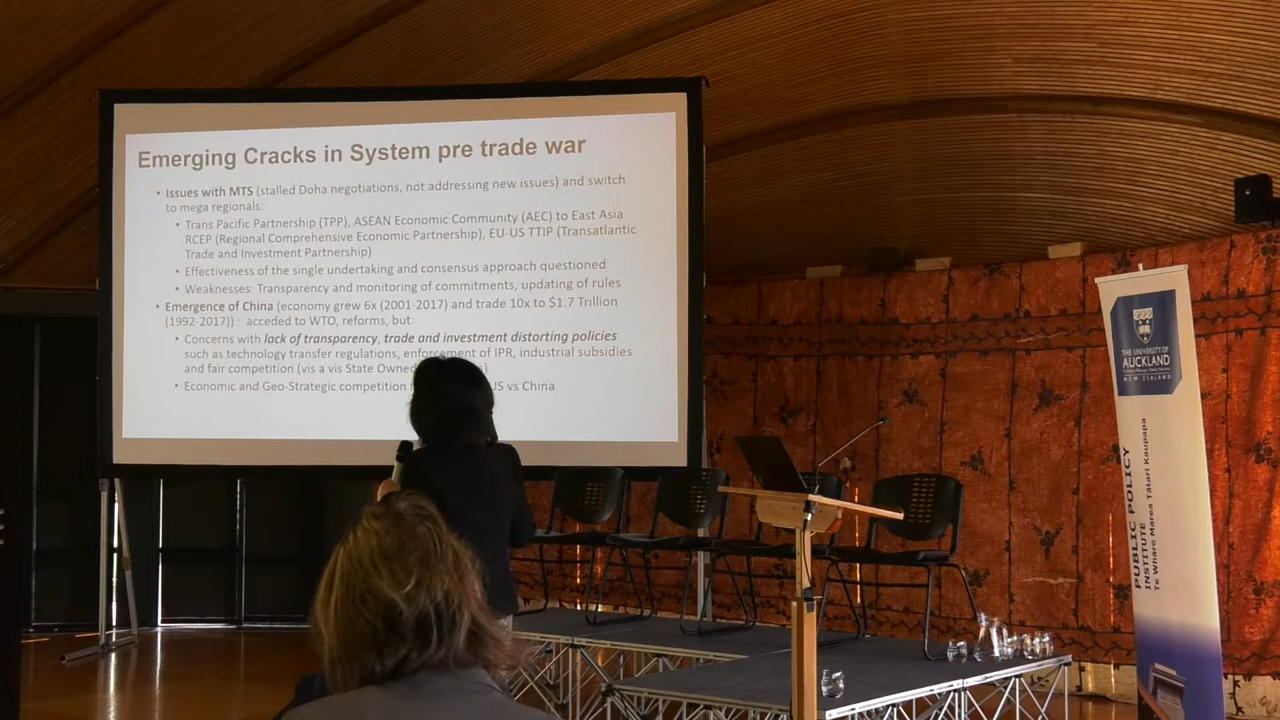 Emerging Cracks in System pre trade war
• Issues with MTS (stalled Doha negotiations, not addressing new issues) and switch
to mega regionals:
• Trans Pacific Partnership (TPP), ASEAN Economic Community (AEC) to East Asia
RCEP (Regional Comprehensive Economic Partnership), EU-US TTIP (Transatlantic
Trade and Investment Partnership)
• Effectiveness of the single undertaking and consensus approach questioned
• Weaknesses: Transparency and monitoring of commitments, updating of rules
• Emergence of China (economy grew 6x (2001-2017) and trade 10x to $1.7 Trillion
(1992-2017)) : acceded to WTO, reforms, but:
• Concerns with lack of transparency, trade and investment distorting policies
such as technology transfer regulations, enforcement of IPR, industrial subsidies
and fair competition (vis a vis State Owned
• Economic and Geo-Strategic competition US vs China
THE UNIVERSITY OF
AUCKLAND
NEW ZEALAND
PUBLIC POLICY
INSTITUTE
Te Whare Marea Tātari Kaupapa